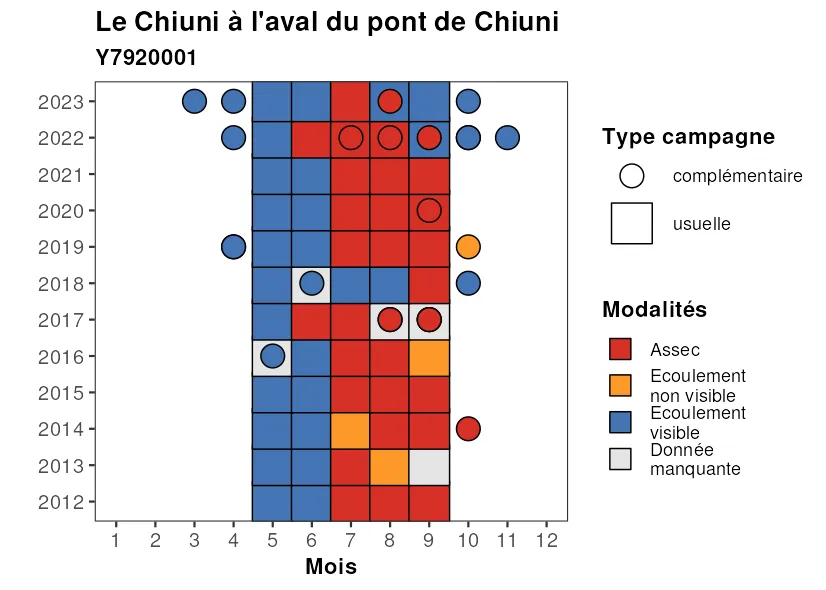 Le Chiuni à l'aval du pont de Chiuni
Y7920001
2023
2022
2021
2020
2019
2018
2017
2016
2015
2014
2013
2012
1 2 3 4 5 6 7 8 9 10 11 12
Mois
Type campagne
complémentaire
usuelle
Modalités
Assec
Ecoulement
non visible
Ecoulement
visible
Donnée
manquante